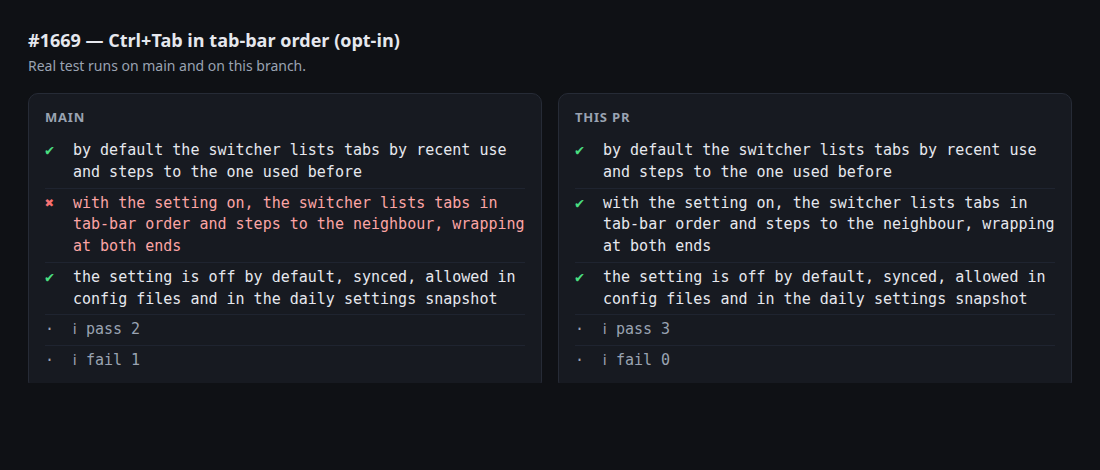 #1669 — Ctrl+Tab in tab-bar order (opt-in)
Real test runs on main and on this branch.
MAIN
✔ by default the switcher lists tabs by recent use
and steps to the one used before
✖ with the setting on, the switcher lists tabs in
tab-bar order and steps to the neighbour, wrapping
at both ends
✔ the setting is off by default, synced, allowed in
config files and in the daily settings snapshot
· ℹ pass 2
· ℹ fail 1
THIS PR
✔ by default the switcher lists tabs by recent use
and steps to the one used before
✔ with the setting on, the switcher lists tabs in
tab-bar order and steps to the neighbour, wrapping
at both ends
✔ the setting is off by default, synced, allowed in
config files and in the daily settings snapshot
· ℹ pass 3
· ℹ fail 0